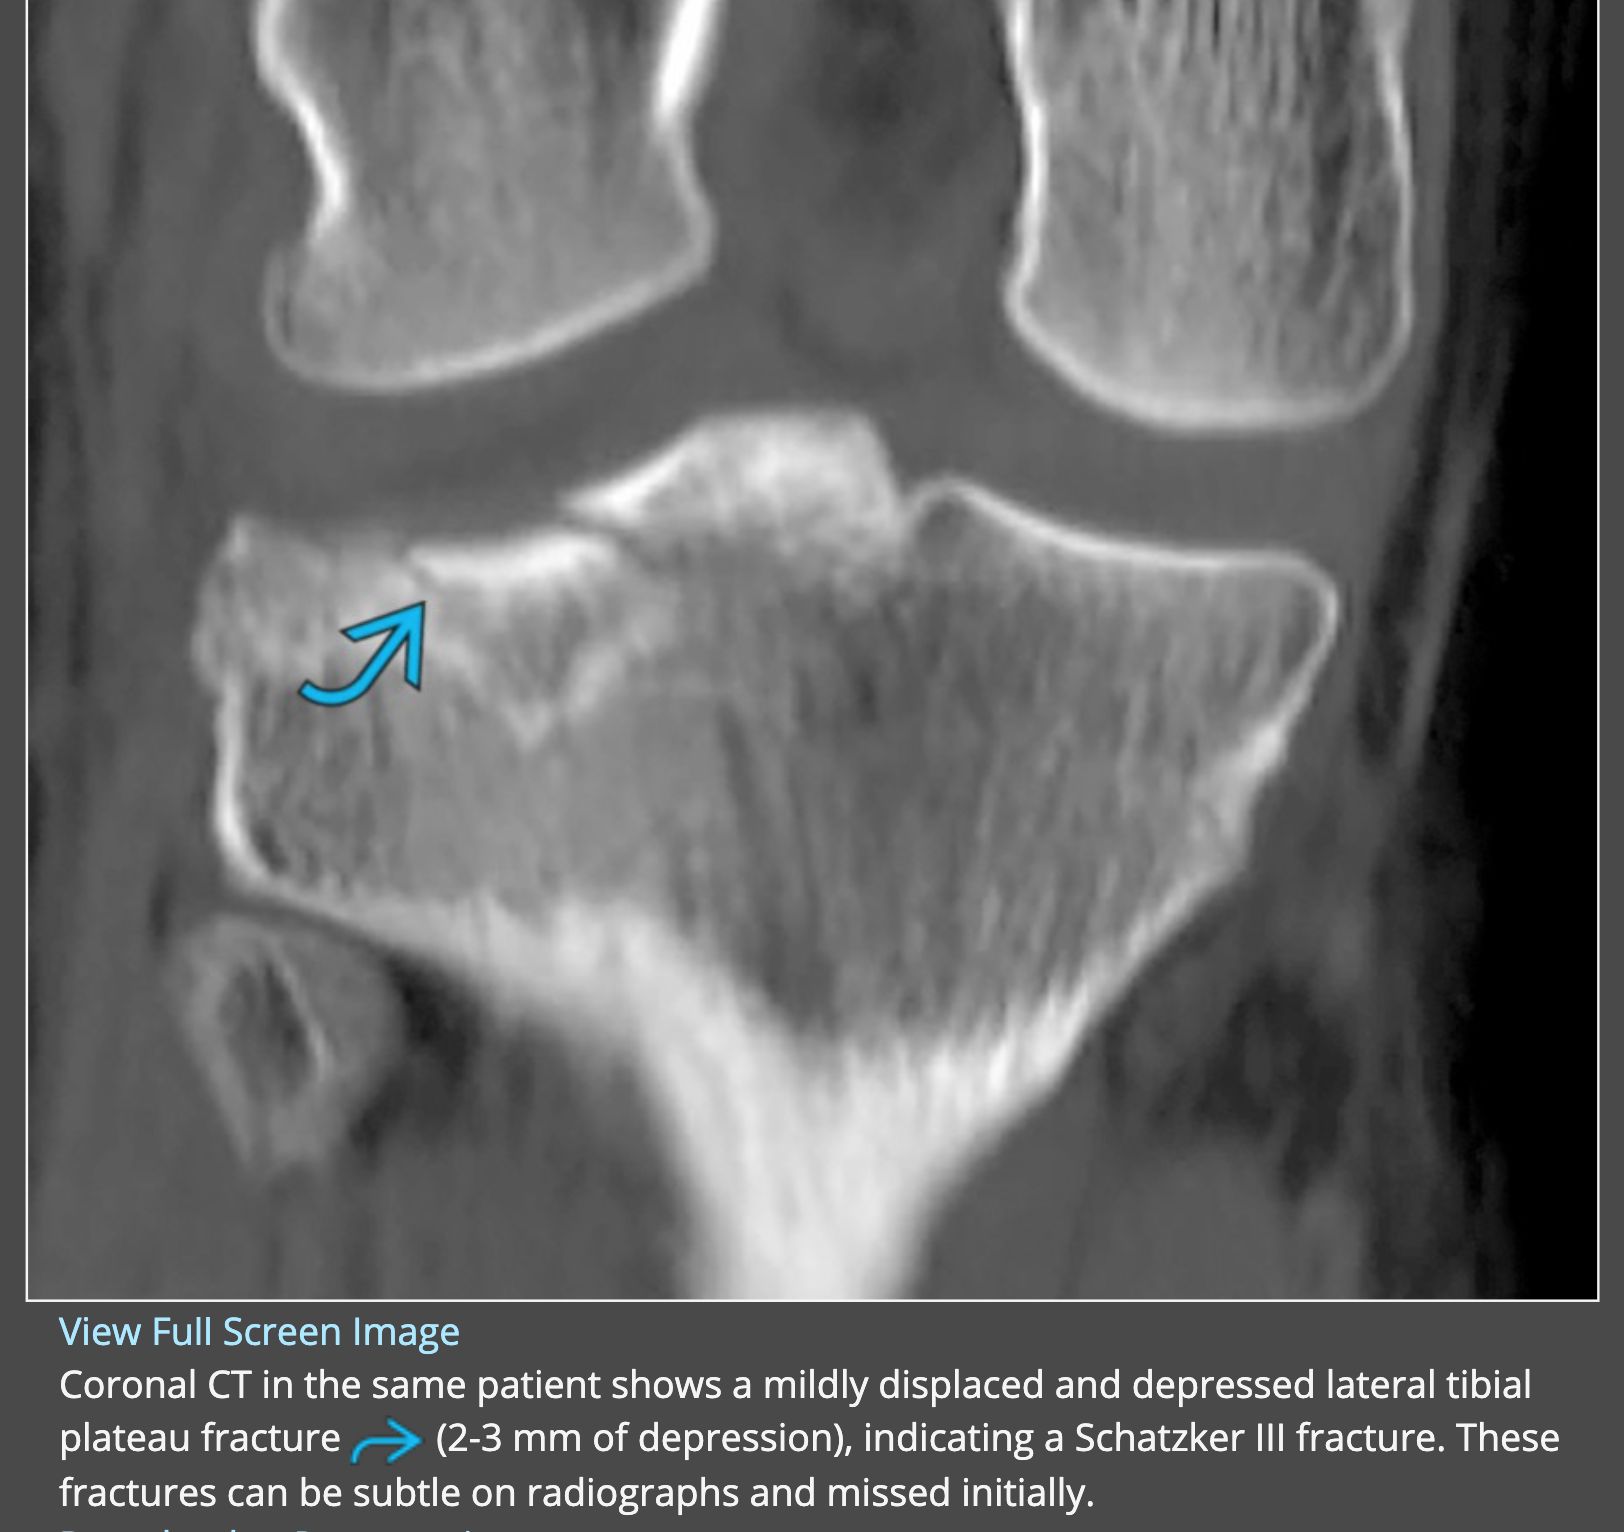 View Full Screen Image
Coronal CT in the same patient shows a mildly displaced and depressed lateral tibial
plateau fracture (2-3 mm of depression), indicating a Schatzker III fracture. These
fractures can be subtle on radiographs and missed initially.